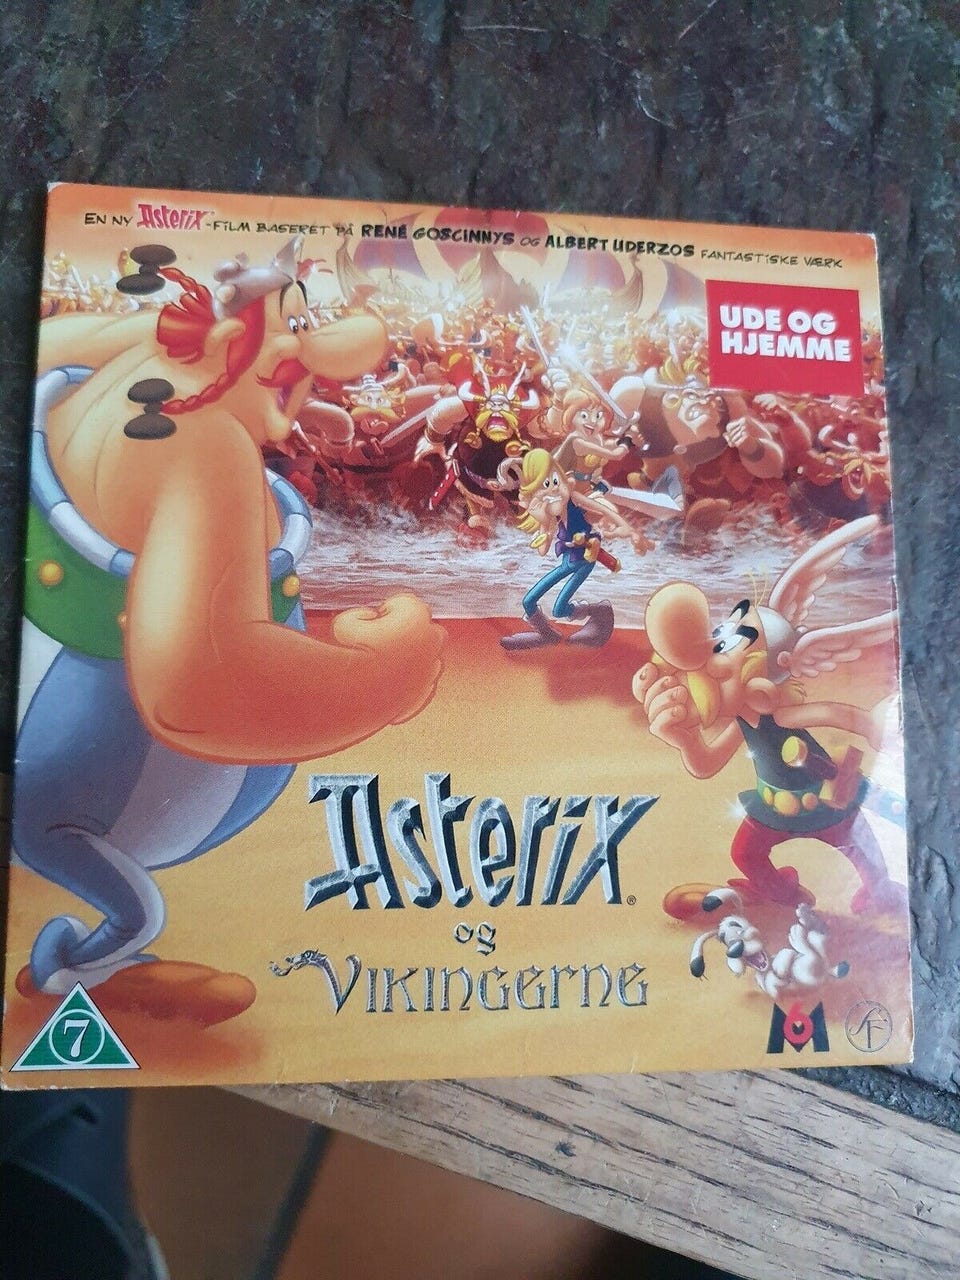 EN NY Asterix-FILM BASERET PÅ RENÉ GOSCINNYS OG ALBERT UDERZOS FANTASTISKE VÆRK
UDE OG
HJEMME
Asterix®
og
VIKINGERNE
7
M6
SF